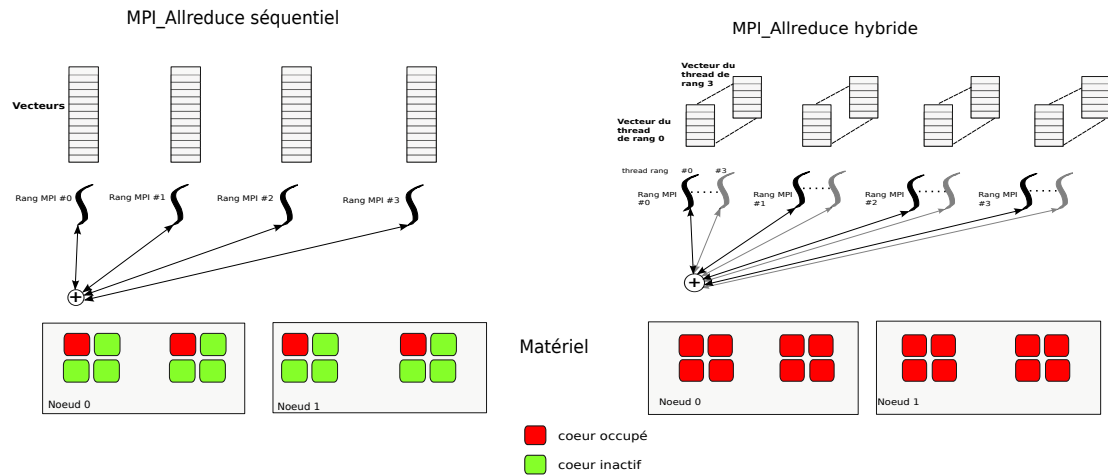 MPI_Allreduce séquentiel
MPI_Allreduce hybride
Vecteurs
Vecteur du
thread de
rang 3
Vecteur du
thread
de rang 0
Rang MPI #0
Rang MPI #1
Rang MPI #2
Rang MPI #3
thread rang #0 #3
Rang MPI
#0
Rang MPI
#1
Rang MPI
#2
Rang MPI
#3
+
+
Noeud 0
Noeud 1
Matériel
Noeud 0
Noeud 1
coeur occupé
coeur inactif